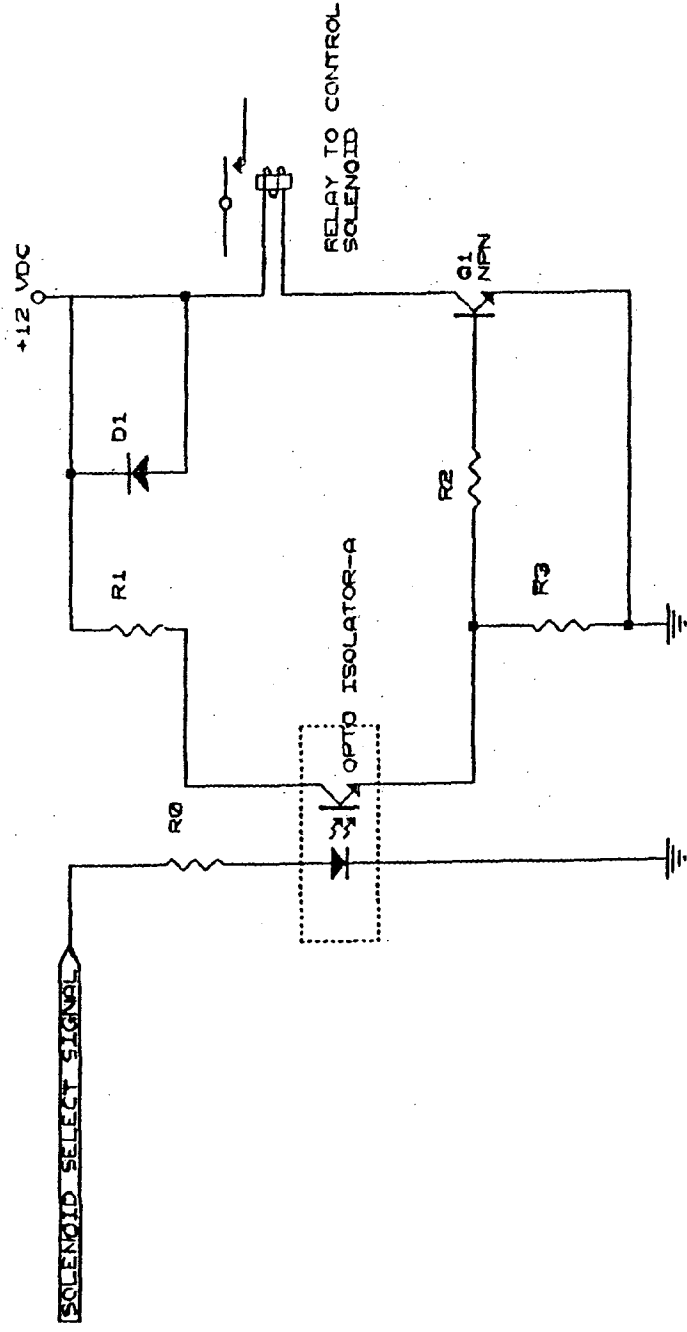 SOLENOID SELECT SIGNAL
R0
R1
D1
+12 VDC
OPTO ISOLATOR-A
R2
R3
Q1
NPN
RELAY TO CONTROL
SOLENOID